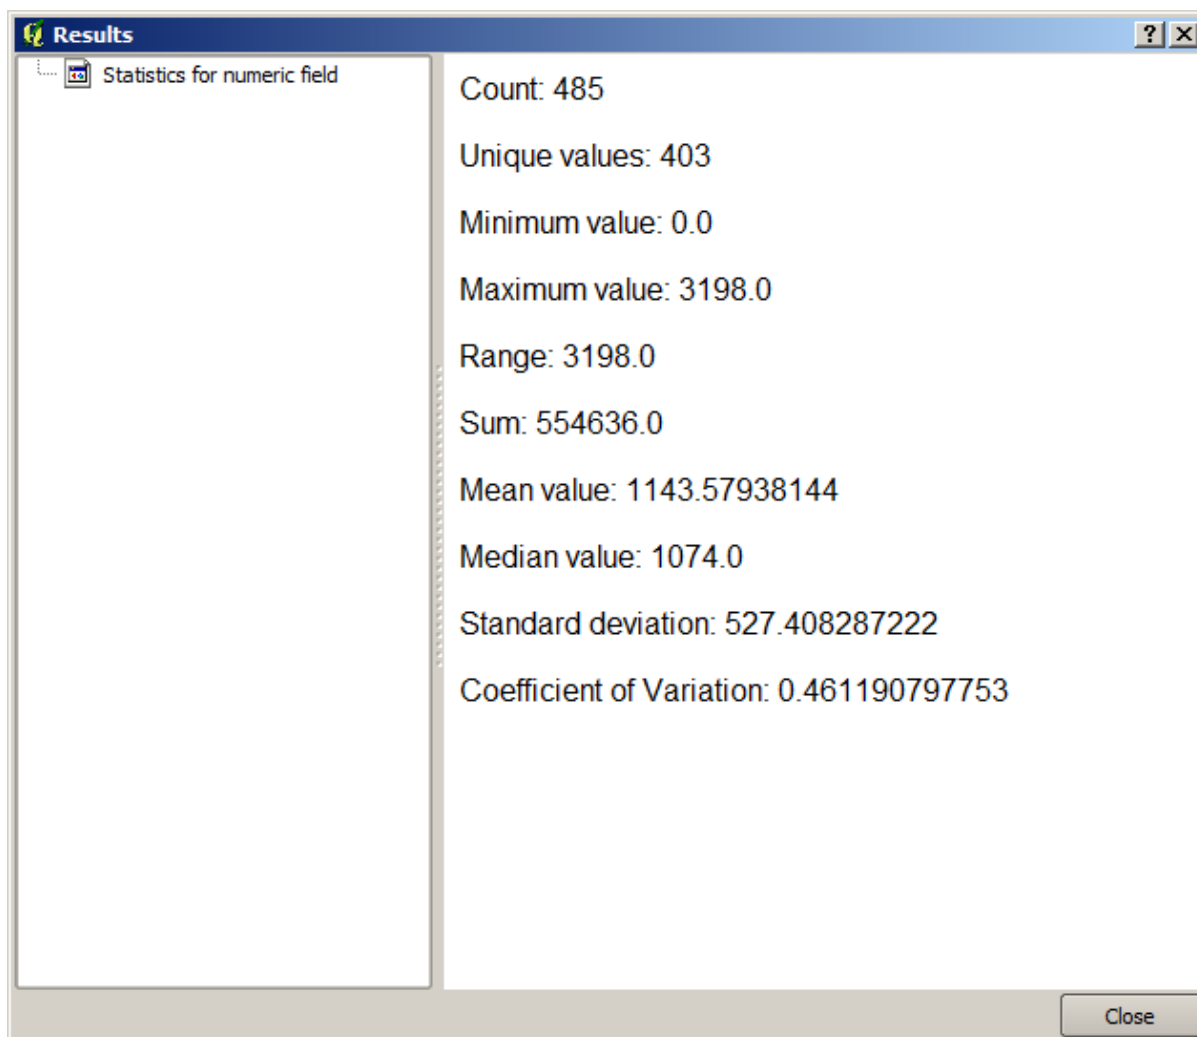 Results
Statistics for numeric field
Count: 485
Unique values: 403
Minimum value: 0.0
Maximum value: 3198.0
Range: 3198.0
Sum: 554636.0
Mean value: 1143.57938144
Median value: 1074.0
Standard deviation: 527.408287222
Coefficient of Variation: 0.461190797753
Close